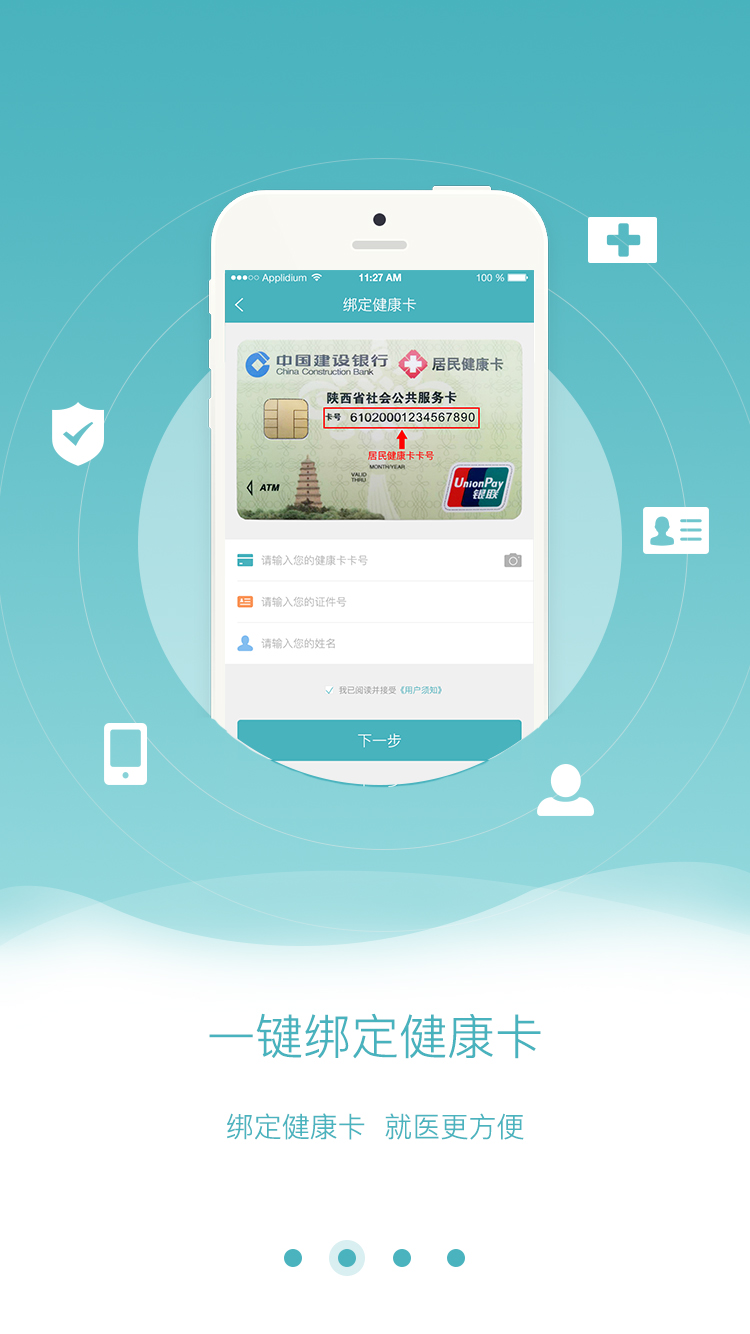 Applidium 11:27 AM 100 %
绑定健康卡
中国建设银行 居民健康卡
China Construction Bank
陕西省社会公共服务卡
卡号 61020001234567890
居民健康卡卡号
MONTH/YEAR
VALID
THRU
ATM
UnionPay
银联
请输入您的健康卡卡号
请输入您的证件号
请输入您的姓名
我已阅读并接受《用户须知》
下一步
一键绑定健康卡
绑定健康卡 就医更方便